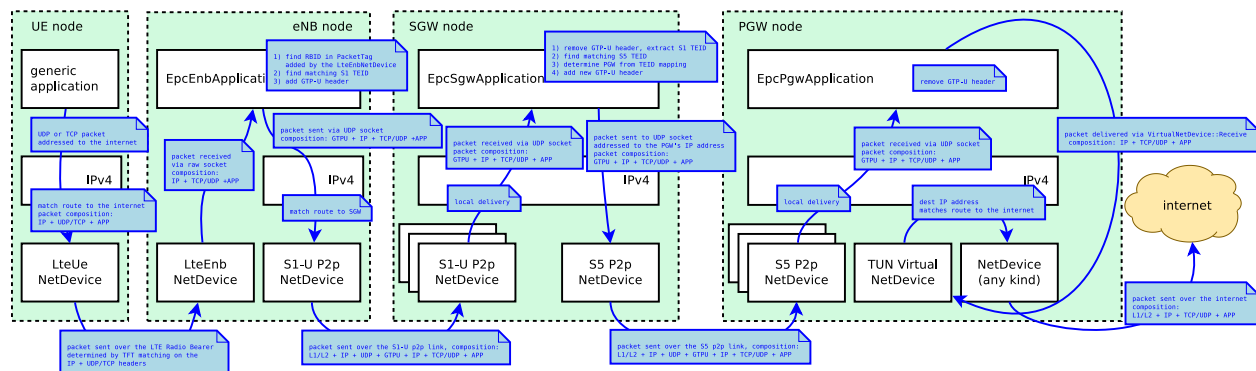 UE node
generic
application
UDP or TCP packet
addressed to the internet
IPv4
match route to the internet
packet composition:
IP + UDP/TCP + APP
LteUe
NetDevice
packet sent over the LTE Radio Bearer
determined by TFT matching on the
IP + UDP/TCP headers
eNB
EpcEnbApplication
1) find RBID in PacketTag
added by the LteEnbNetDevice
2) find matching S1 TEID
3) add GTP-U header
packet sent via UDP socket
composition: GTPU + IP + TCP/UDP +APP
packet received
via raw socket
composition:
IP + TCP/UDP +APP
IPv4
match route to SGW
LteEnb
NetDevice
S1-U P2p
NetDevice
packet sent over the S1-U p2p link, composition:
L1/L2 + IP + UDP + GTPU + IP + TCP/UDP + APP
SGW node
EpcSgwApplication
1) remove GTP-U header, extract S1 TEID
2) find matching S5 TEID
3) determine PGW from TEID mapping
4) add new GTP-U header
packet received via UDP socket
packet composition:
GTPU + IP + TCP/UDP + APP
packet sent to UDP socket
addressed to the PGW's IP address
packet composition:
GTPU + IP + TCP/UDP + APP
IPv4
local delivery
S1-U P2p
NetDevice
S5 P2p
NetDevice
packet sent over the S5 p2p link, composition:
L1/L2 + IP + UDP + GTPU + IP + TCP/UDP + APP
PGW node
EpcPgwApplication
remove GTP-U header
packet received via UDP socket
packet composition:
GTPU + IP + TCP/UDP + APP
packet delivered via VirtualNetDevice::Receive
composition: IP + TCP/UDP + APP
IPv4
local delivery
dest IP address
matches route to the internet
S5 P2p
NetDevice
TUN Virtual
NetDevice
NetDevice
(any kind)
internet
packet sent over the internet
composition:
L1/L2 + IP + TCP/UDP + APP